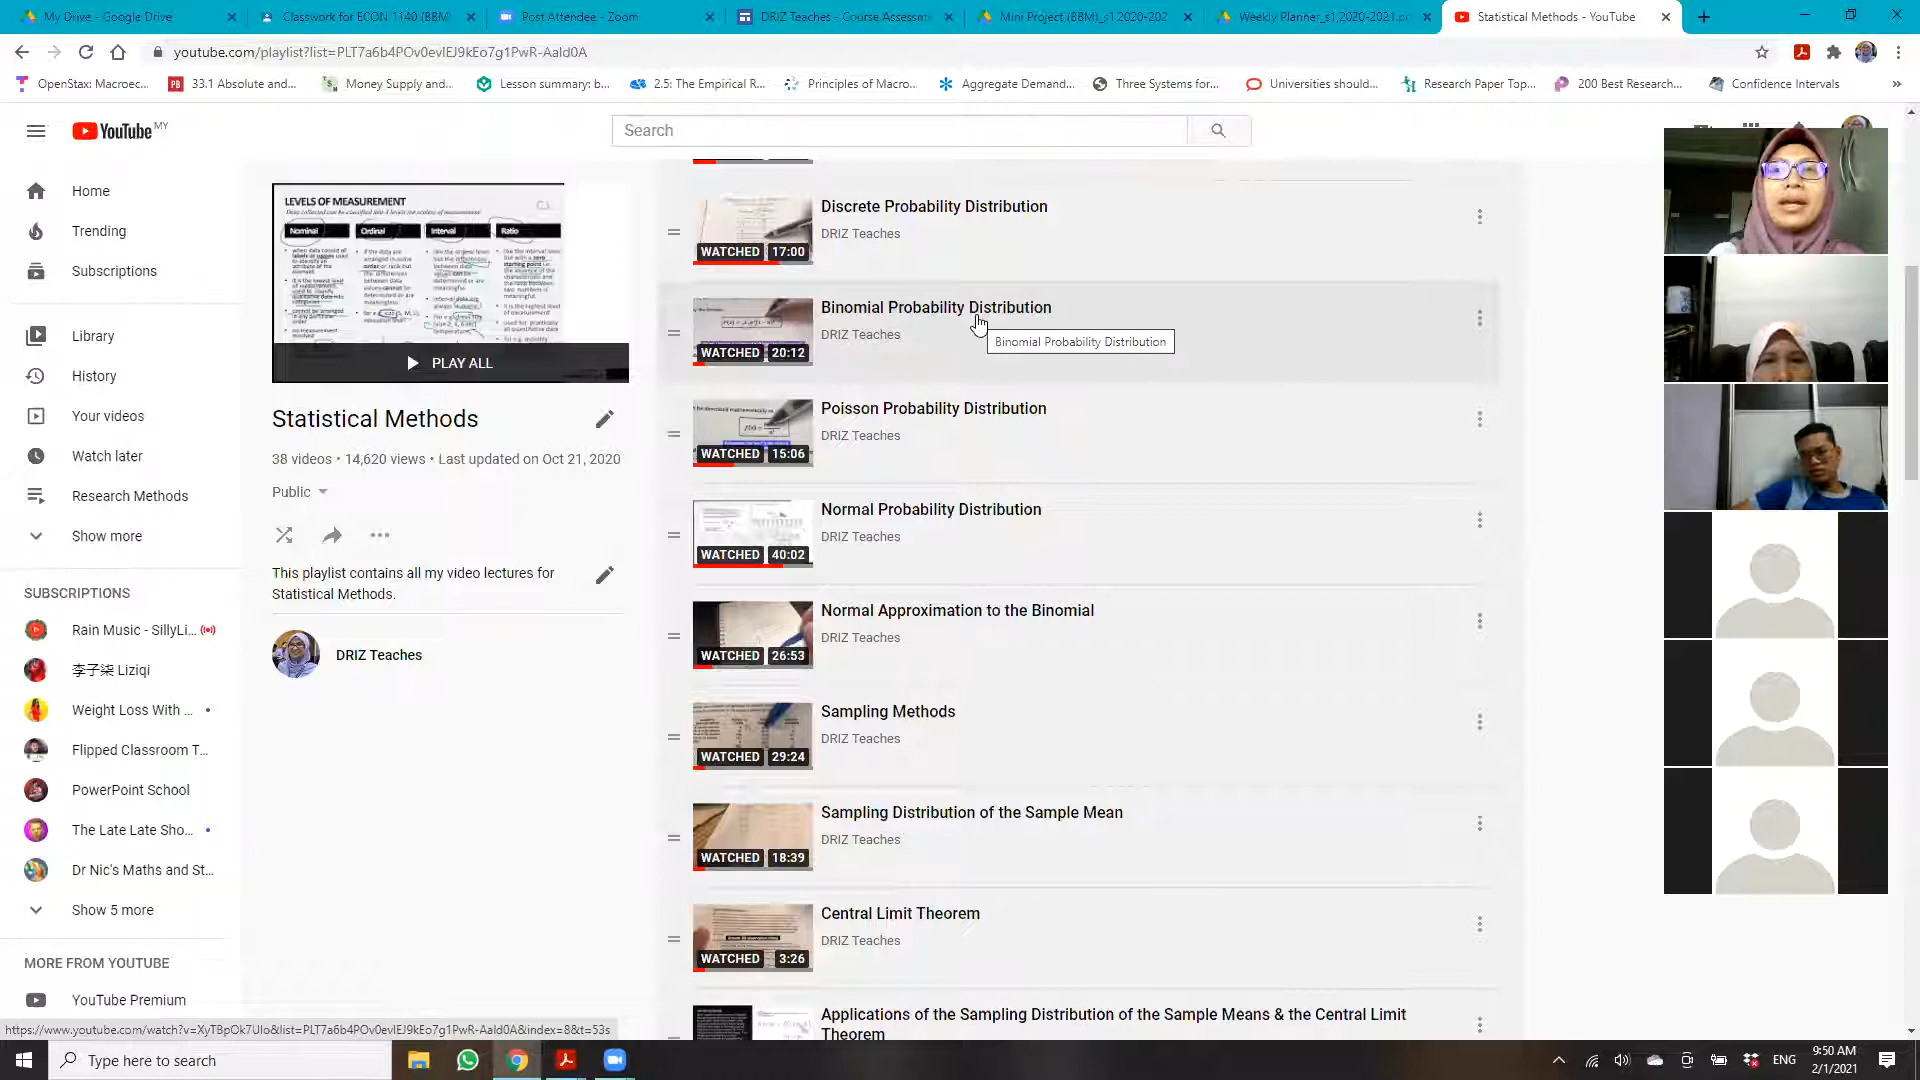 My Drive - Google Drive
Classwork for ECON 1140 (BBM
Post Attendee - Zoom
DRIZ Teaches - Course Assessm
Mini Project (BBM)_s1,2020-202
Weekly Planner_s1,2020-2021.p
Statistical Methods - YouTube
youtube.com/playlist?list=PLT7a6b4POv0evlEJ9kEo7g1PwR-Aald0A
OpenStax: Macroec...
33.1 Absolute and...
Money Supply and...
Lesson summary: b...
2.5: The Empirical R...
Principles of Macro...
Aggregate Demand...
Three Systems for...
Universities should...
Research Paper Top...
200 Best Research...
Confidence Intervals
YouTube MY
Search
Home
Trending
Subscriptions
Library
History
Your videos
Watch later
Research Methods
Show more
SUBSCRIPTIONS
Rain Music - SillyLi...
李子柒 Liziqi
Weight Loss With ...
Flipped Classroom T...
PowerPoint School
The Late Late Sho...
Dr Nic's Maths and St...
Show 5 more
MORE FROM YOUTUBE
YouTube Premium
LEVELS OF MEASUREMENT
Nominal
Ordinal
Interval
Ratio
PLAY ALL
Statistical Methods
38 videos • 14,620 views • Last updated on Oct 21, 2020
Public
This playlist contains all my video lectures for
Statistical Methods.
DRIZ Teaches
Discrete Probability Distribution
DRIZ Teaches
WATCHED 17:00
Binomial Probability Distribution
DRIZ Teaches
Binomial Probability Distribution
WATCHED 20:12
Poisson Probability Distribution
DRIZ Teaches
WATCHED 15:06
Normal Probability Distribution
DRIZ Teaches
WATCHED 40:02
Normal Approximation to the Binomial
DRIZ Teaches
WATCHED 26:53
Sampling Methods
DRIZ Teaches
WATCHED 29:24
Sampling Distribution of the Sample Mean
DRIZ Teaches
WATCHED 18:39
Central Limit Theorem
DRIZ Teaches
WATCHED 3:26
Applications of the Sampling Distribution of the Sample Means & the Central Limit
Theorem
https://www.youtube.com/watch?v=XyTBpOk7UIo&list=PLT7a6b4POv0evlEJ9kEo7g1PwR-Aald0A&index=8&t=53s
Type here to search
ENG
9:50 AM
2/1/2021